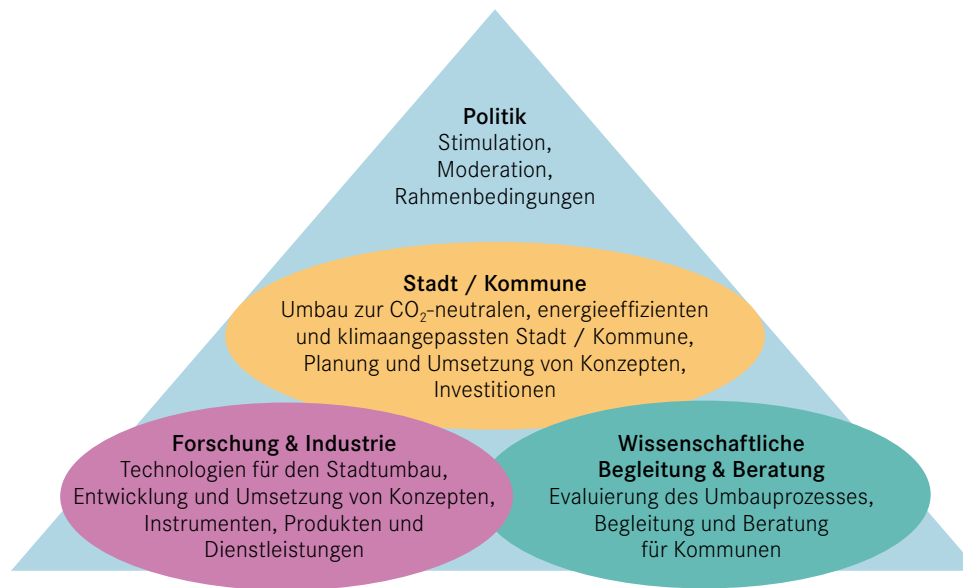 Politik
Stimulation,
Moderation,
Rahmenbedingungen
Stadt / Kommune
Umbau zur CO₂-neutralen, energieeffizienten
und klimaangepassten Stadt / Kommune,
Planung und Umsetzung von Konzepten,
Investitionen
Forschung & Industrie
Technologien für den Stadtumbau,
Entwicklung und Umsetzung von Konzepten,
Instrumenten, Produkten und
Dienstleistungen
Wissenschaftliche
Begleitung & Beratung
Evaluierung des Umbauprozesses,
Begleitung und Beratung
für Kommunen